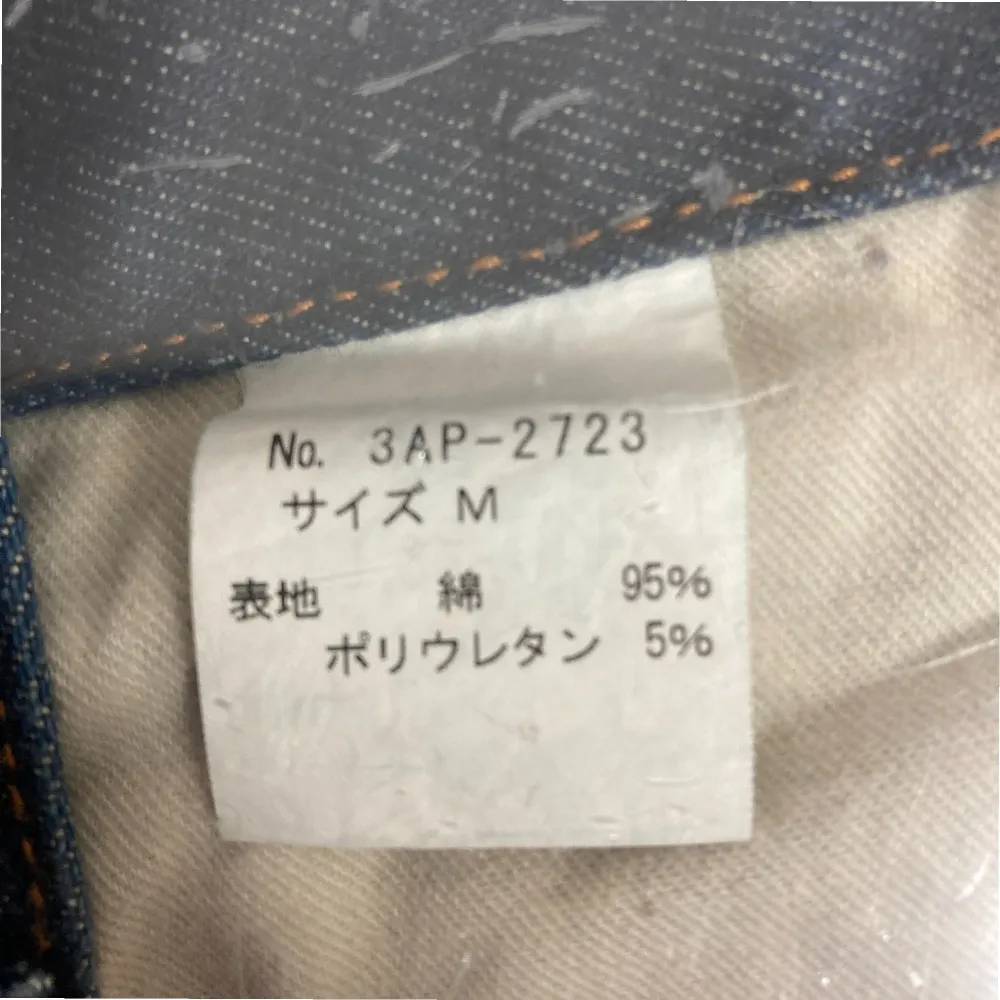 No. 3AP-2723
サイズ M
表地 綿 95%
ポリウレタン 5%